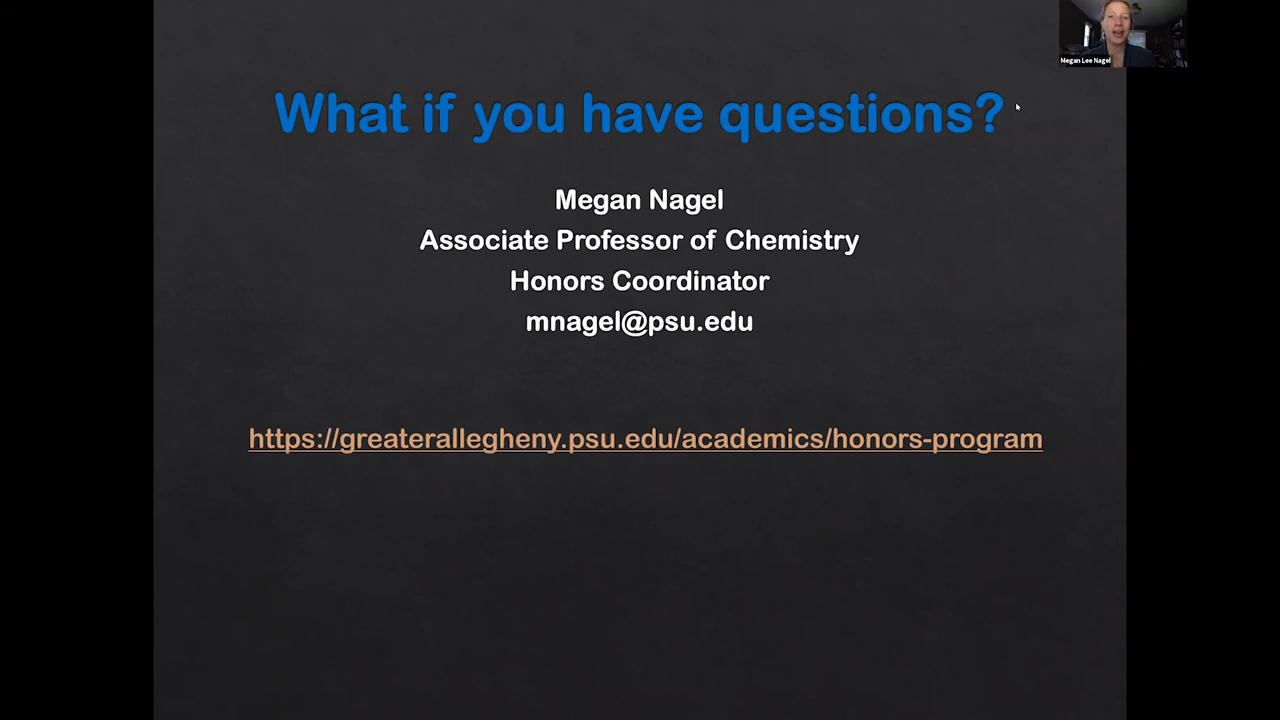 Megan Lee Nagel
What if you have questions?
Megan Nagel
Associate Professor of Chemistry
Honors Coordinator
mnagel@psu.edu
https://greaterallegheny.psu.edu/academics/honors-program